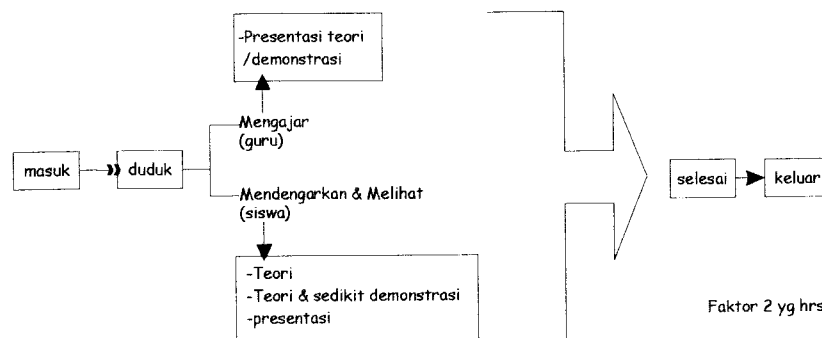 -Presentasi teori
/demonstrasi
Mengajar
(guru)
masuk
duduk
Mendengarkan & Melihat
(siswa)
-Teori
-Teori & sedikit demonstrasi
-presentasi
selesai
keluar
Faktor 2 yg hrs